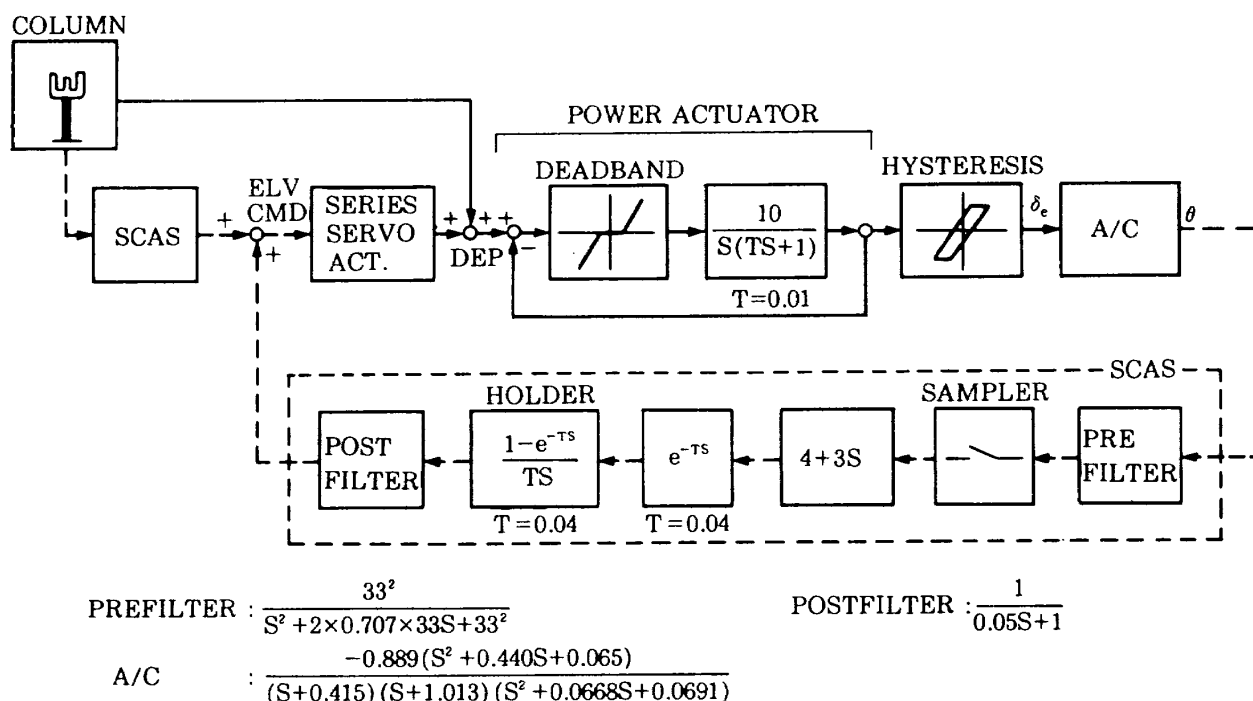 COLUMN
POWER ACTUATOR
DEADBAND
HYSTERESIS
ELV
CMD
SCAS
+
+
SERIES
SERVO
ACT.
+
+
+
−
DEP
10
S(TS+1)
T=0.01
δe
A/C
θ
SCAS
HOLDER
SAMPLER
POST
FILTER
1−e^{-TS}
TS
T=0.04
e^{-TS}
T=0.04
4+3S
PRE
FILTER
PREFILTER : 33²
S²+2×0.707×33S+33²
POSTFILTER : 1
0.05S+1
A/C : −0.889(S²+0.440S+0.065)
(S+0.415)(S+1.013)(S²+0.0668S+0.0691)